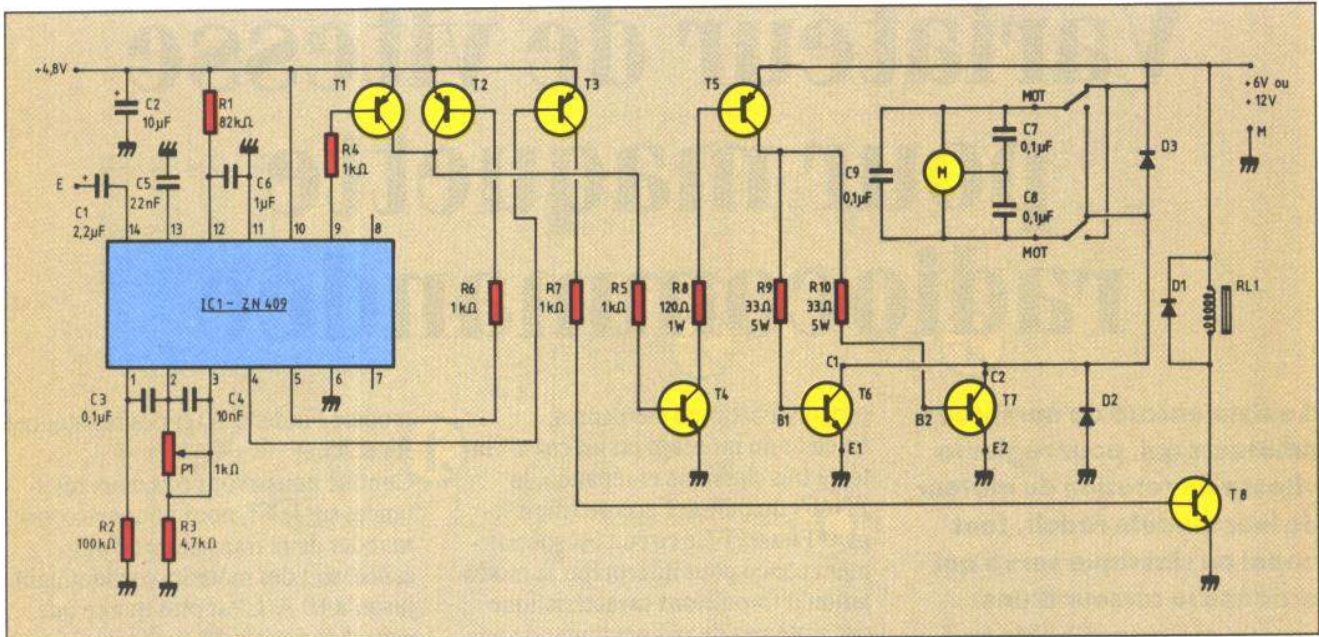 +4,8V
C2
10µF
R1
82kΩ
T1
T2
T3
T5
R4
1kΩ
E
C1
2,2µF
C5
22nF
C6
1µF
14
13
12
11
10
9
8
IC1 - ZN 409
1
2
3
4
5
6
7
C3
0,1µF
C4
10nF
P1
1kΩ
R2
100kΩ
R3
4,7kΩ
R6
1kΩ
R7
1kΩ
R5
1kΩ
R8
120Ω
1W
R9
33Ω
5W
R10
33Ω
5W
T4
B1
C1
T6
E1
B2
C2
T7
E2
D2
C9
0,1µF
M
C7
0,1µF
C8
0,1µF
MOT
MOT
D3
+6V ou
+12V
M
D1
RL1
T8